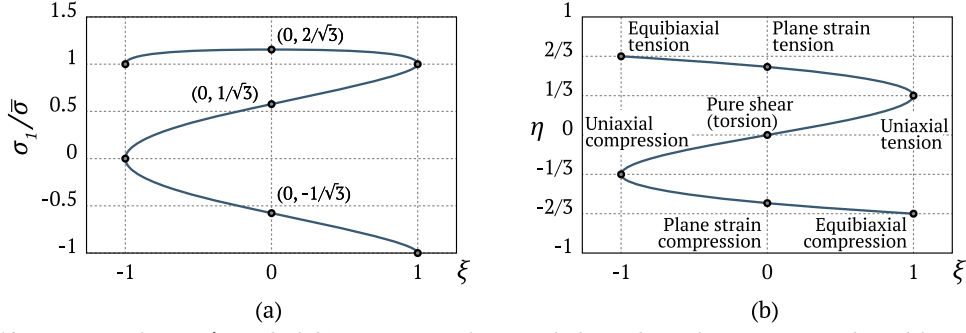 1.5
1
0.5
0
-0.5
-1
σ₁/σ̅
(0, 2/√3)
(0, 1/√3)
(0, -1/√3)
-1 0 1 ξ
(a)
1
2/3
1/3
0
-1/3
-2/3
-1
η
Equibiaxial
tension
Plane strain
tension
Pure shear
(torsion)
Uniaxial
compression
Uniaxial
tension
Plane strain
compression
Equibiaxial
compression
-1 0 1 ξ
(b)